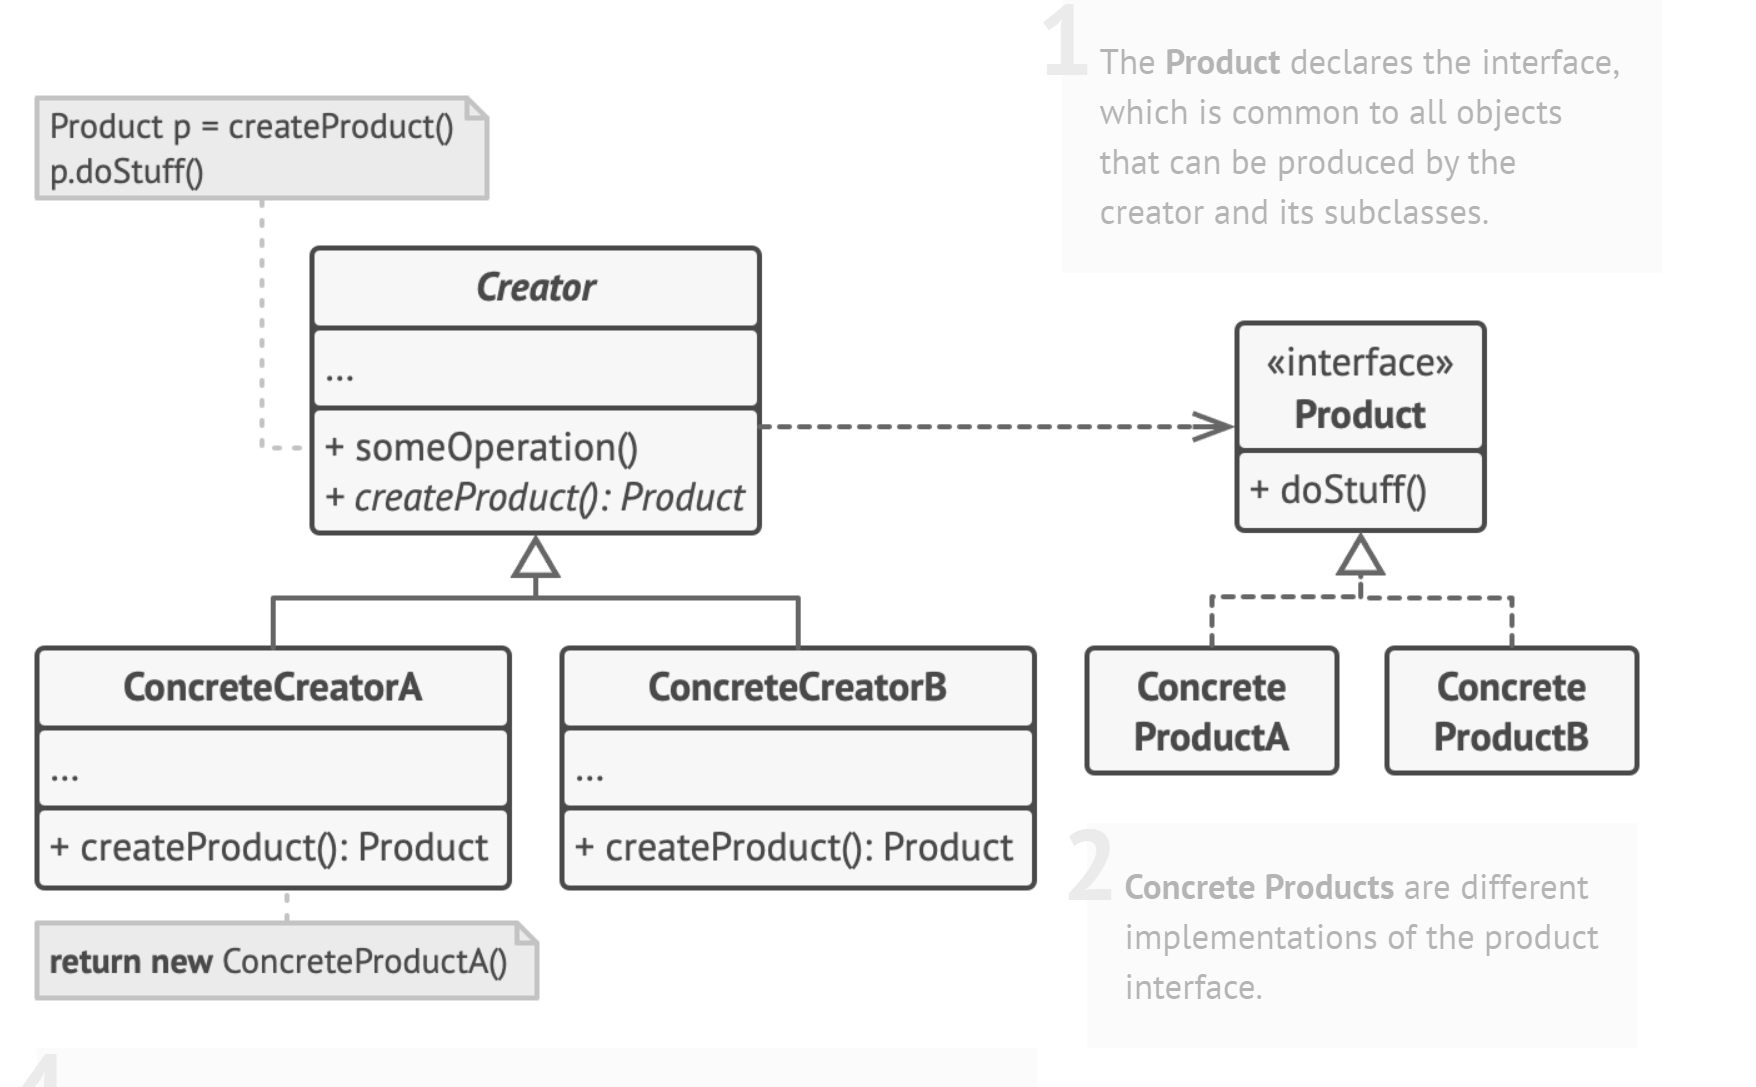 1
The Product declares the interface,
which is common to all objects
that can be produced by the
creator and its subclasses.
Product p = createProduct()
p.doStuff()
Creator
...
+ someOperation()
+ createProduct(): Product
«interface»
Product
+ doStuff()
ConcreteCreatorA
...
+ createProduct(): Product
ConcreteCreatorB
...
+ createProduct(): Product
Concrete
ProductA
Concrete
ProductB
return new ConcreteProductA()
2
Concrete Products are different
implementations of the product
interface.
4